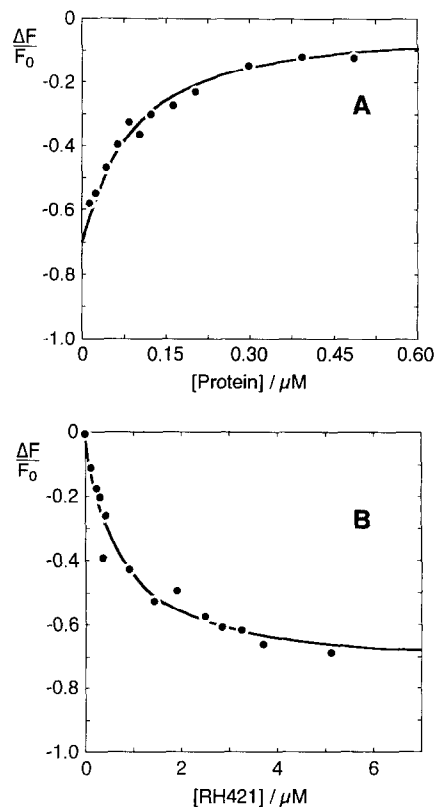 0
ΔF
F₀
-0.2
A
-0.4
-0.6
-0.8
-1.0
0 0.15 0.30 0.45 0.60
[Protein] / μM
0
ΔF
F₀
-0.2
B
-0.4
-0.6
-0.8
-1.0
0 2 4 6
[RH421] / μM